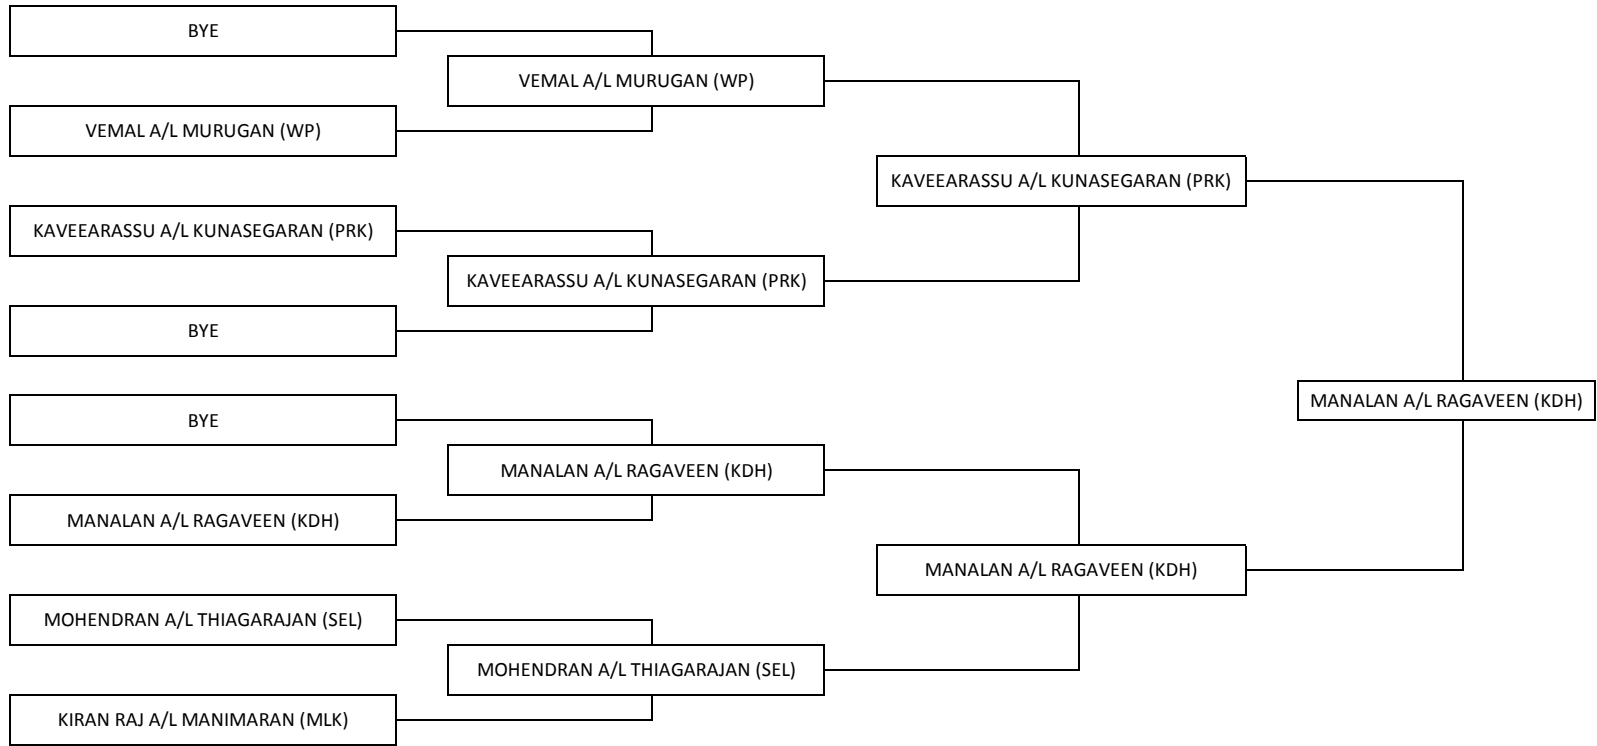 BYE
VEMAL A/L MURUGAN (WP)
VEMAL A/L MURUGAN (WP)
KAVEEARASSU A/L KUNASEGARAN (PRK)
KAVEEARASSU A/L KUNASEGARAN (PRK)
KAVEEARASSU A/L KUNASEGARAN (PRK)
BYE
MANALAN A/L RAGAVEEN (KDH)
BYE
MANALAN A/L RAGAVEEN (KDH)
MANALAN A/L RAGAVEEN (KDH)
MANALAN A/L RAGAVEEN (KDH)
MOHENDRAN A/L THIAGARAJAN (SEL)
MOHENDRAN A/L THIAGARAJAN (SEL)
KIRAN RAJ A/L MANIMARAN (MLK)